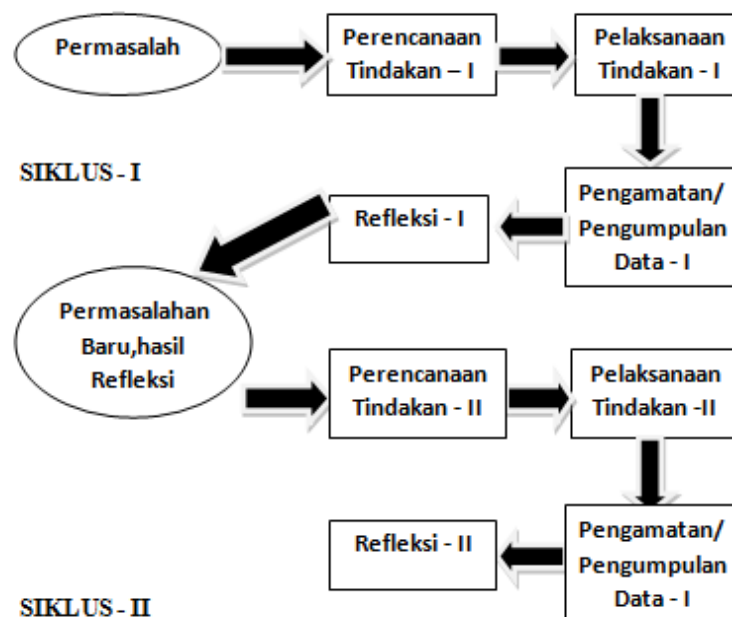 Permasalah
Perencanaan
Tindakan – I
Pelaksanaan
Tindakan - I
SIKLUS - I
Refleksi - I
Pengamatan/
Pengumpulan
Data - I
Permasalahan
Baru,hasil
Refleksi
Perencanaan
Tindakan - II
Pelaksanaan
Tindakan -II
Refleksi - II
Pengamatan/
Pengumpulan
Data - I
SIKLUS - II